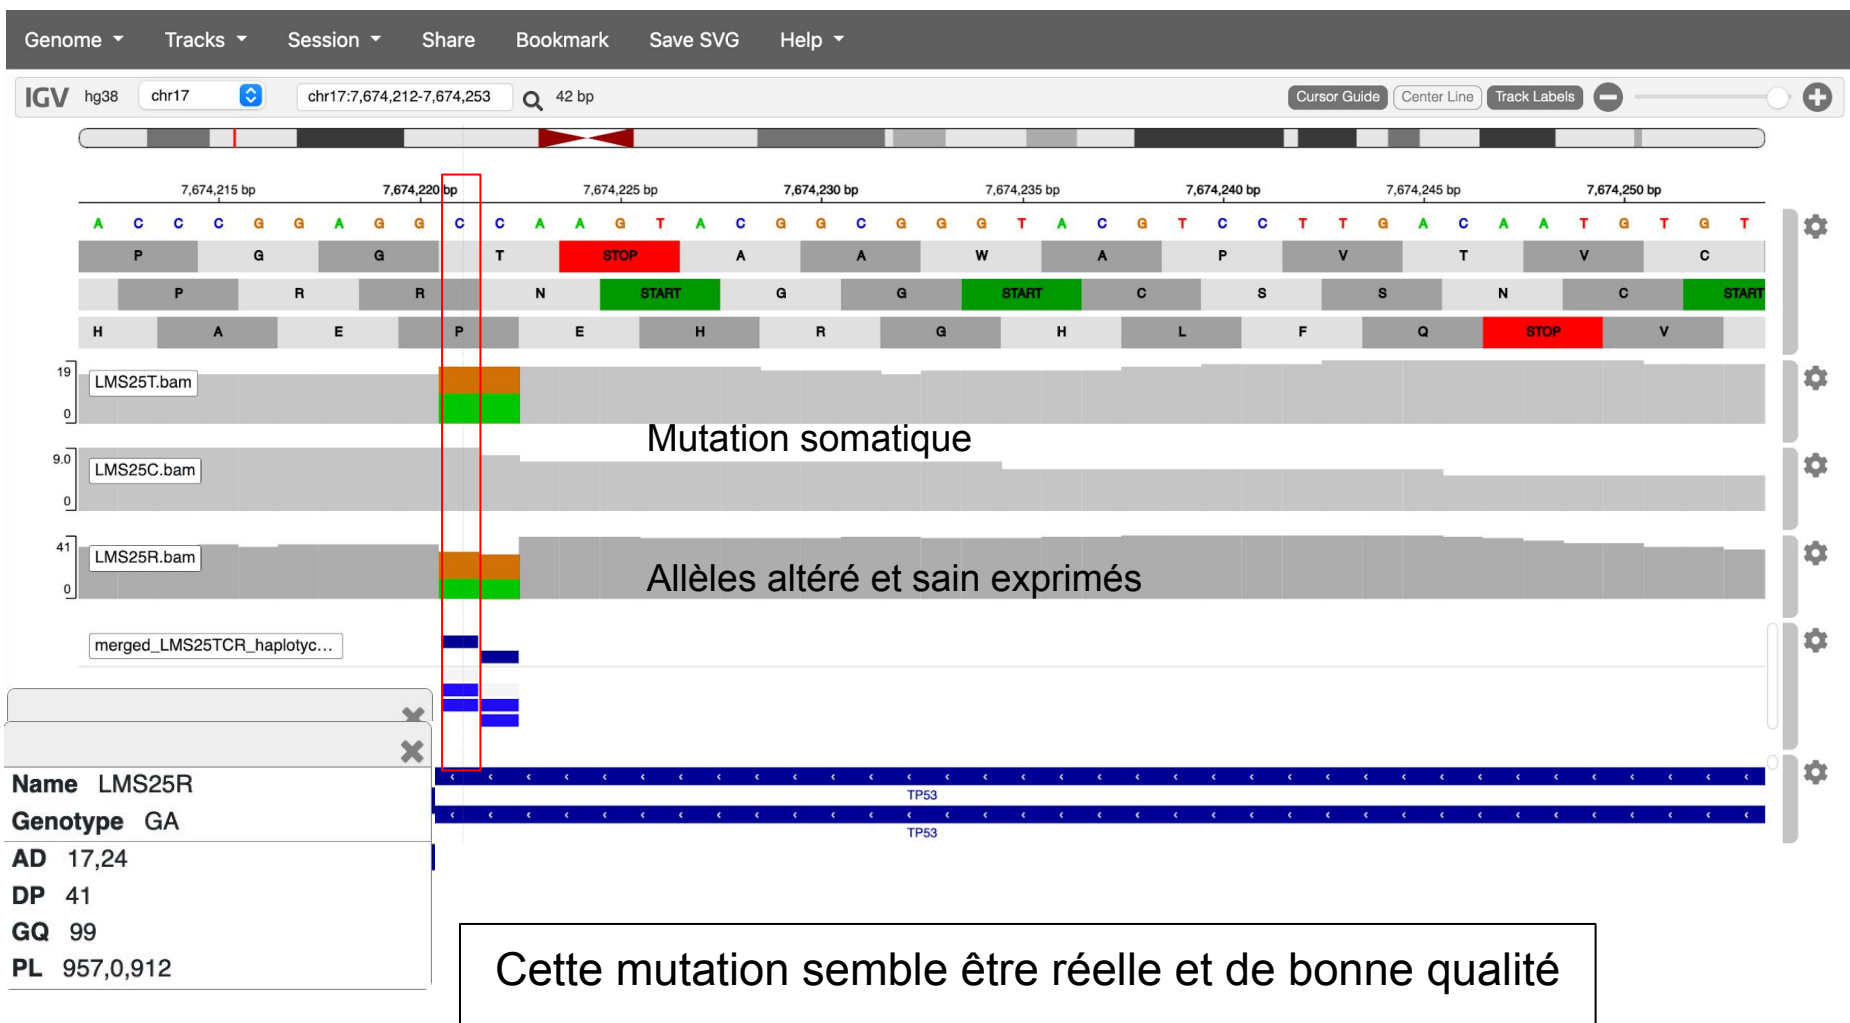 Genome Tracks Session Share Bookmark Save SVG Help
IGV hg38 chr17 chr17:7,674,212-7,674,253 42 bp Cursor Guide Center Line Track Labels
7,674,215 bp 7,674,220 bp 7,674,225 bp 7,674,230 bp 7,674,235 bp 7,674,240 bp 7,674,245 bp 7,674,250 bp
A C C C G G A G G C C A A G T A C G G C G G G T A C G T C C T T G A C A A T G T G T
P G G T STOP A A W A P V T V C
P R R N START G G START C S S N C START
H A E P E H R G H L F Q STOP V
19
LMS25T.bam
0
Mutation somatique
9.0
LMS25C.bam
0
41
LMS25R.bam
0
Allèles altéré et sain exprimés
merged_LMS25TCR_haplotyc...
TP53
TP53
Name LMS25R
Genotype GA
AD 17,24
DP 41
GQ 99
PL 957,0,912
Cette mutation semble être réelle et de bonne qualité